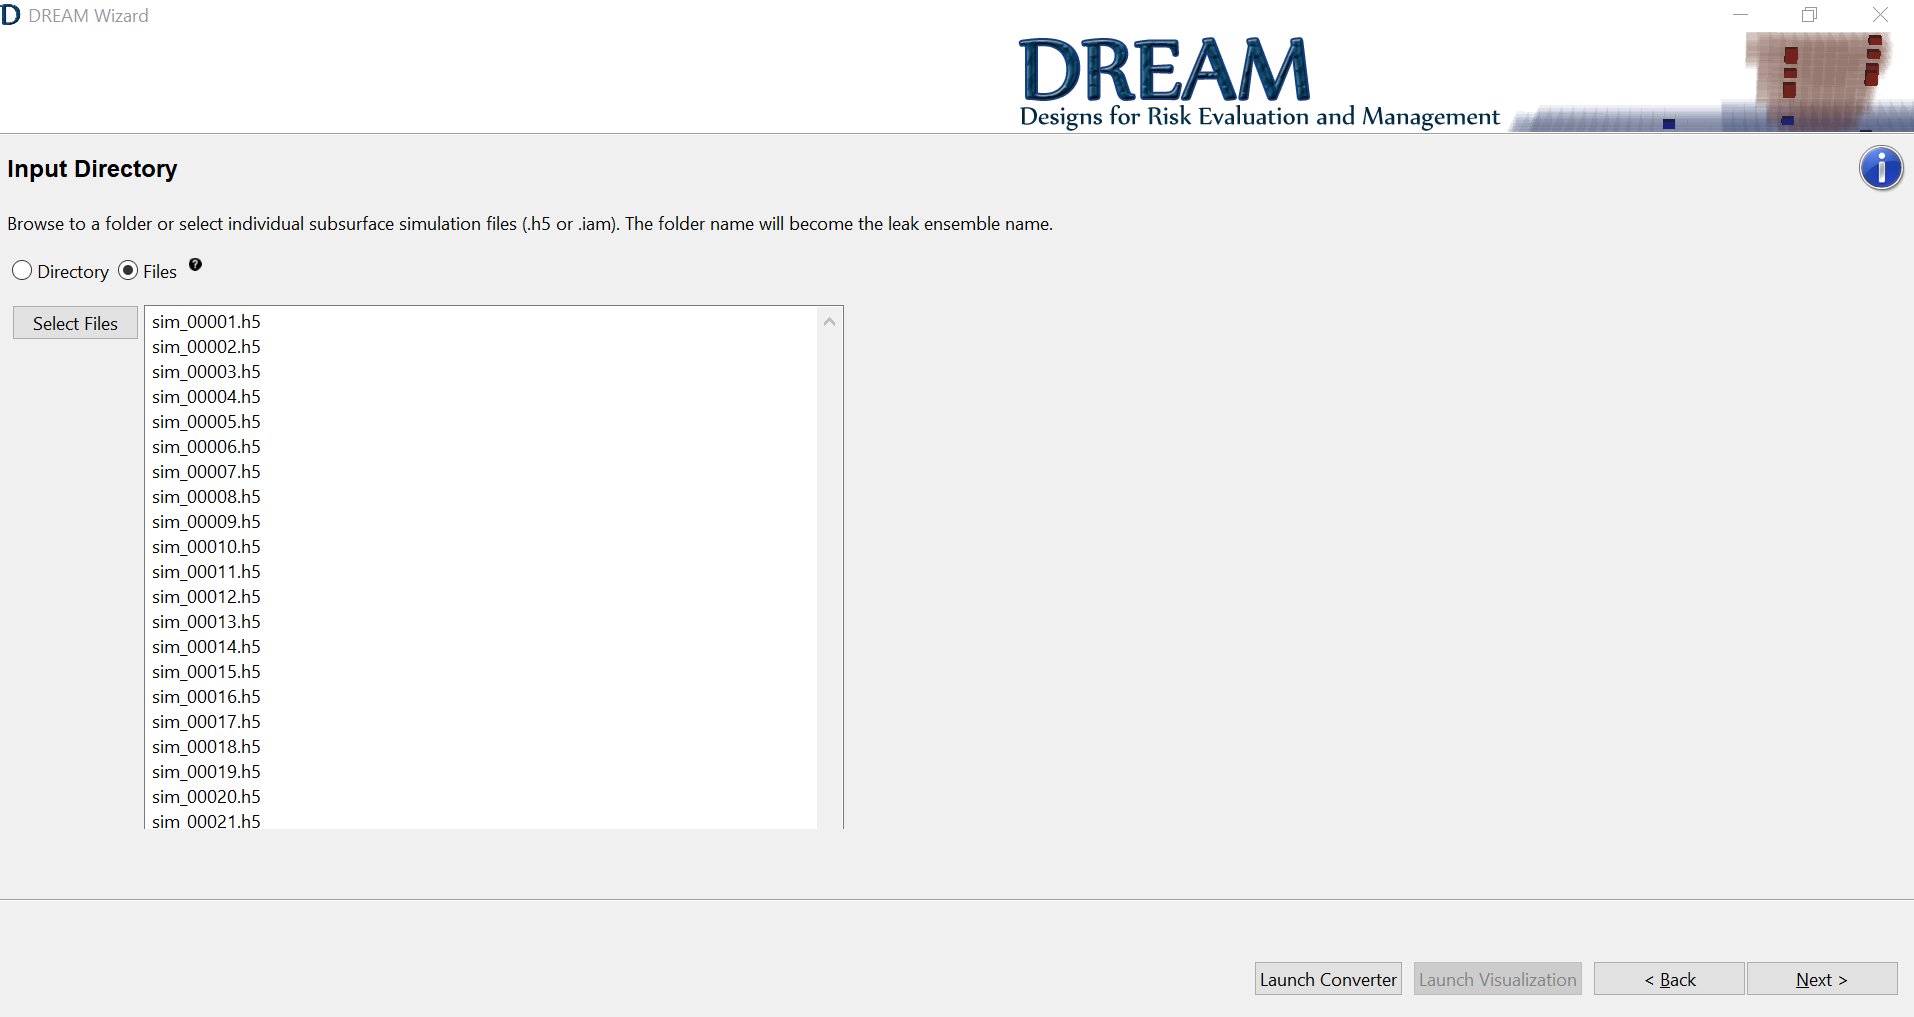 DREAM Wizard
DREAM
Designs for Risk Evaluation and Management
Input Directory
Browse to a folder or select individual subsurface simulation files (.h5 or .iam). The folder name will become the leak ensemble name.
Directory Files ?
Select Files
sim_00001.h5
sim_00002.h5
sim_00003.h5
sim_00004.h5
sim_00005.h5
sim_00006.h5
sim_00007.h5
sim_00008.h5
sim_00009.h5
sim_00010.h5
sim_00011.h5
sim_00012.h5
sim_00013.h5
sim_00014.h5
sim_00015.h5
sim_00016.h5
sim_00017.h5
sim_00018.h5
sim_00019.h5
sim_00020.h5
sim_00021.h5
Launch Converter Launch Visualization < Back Next >